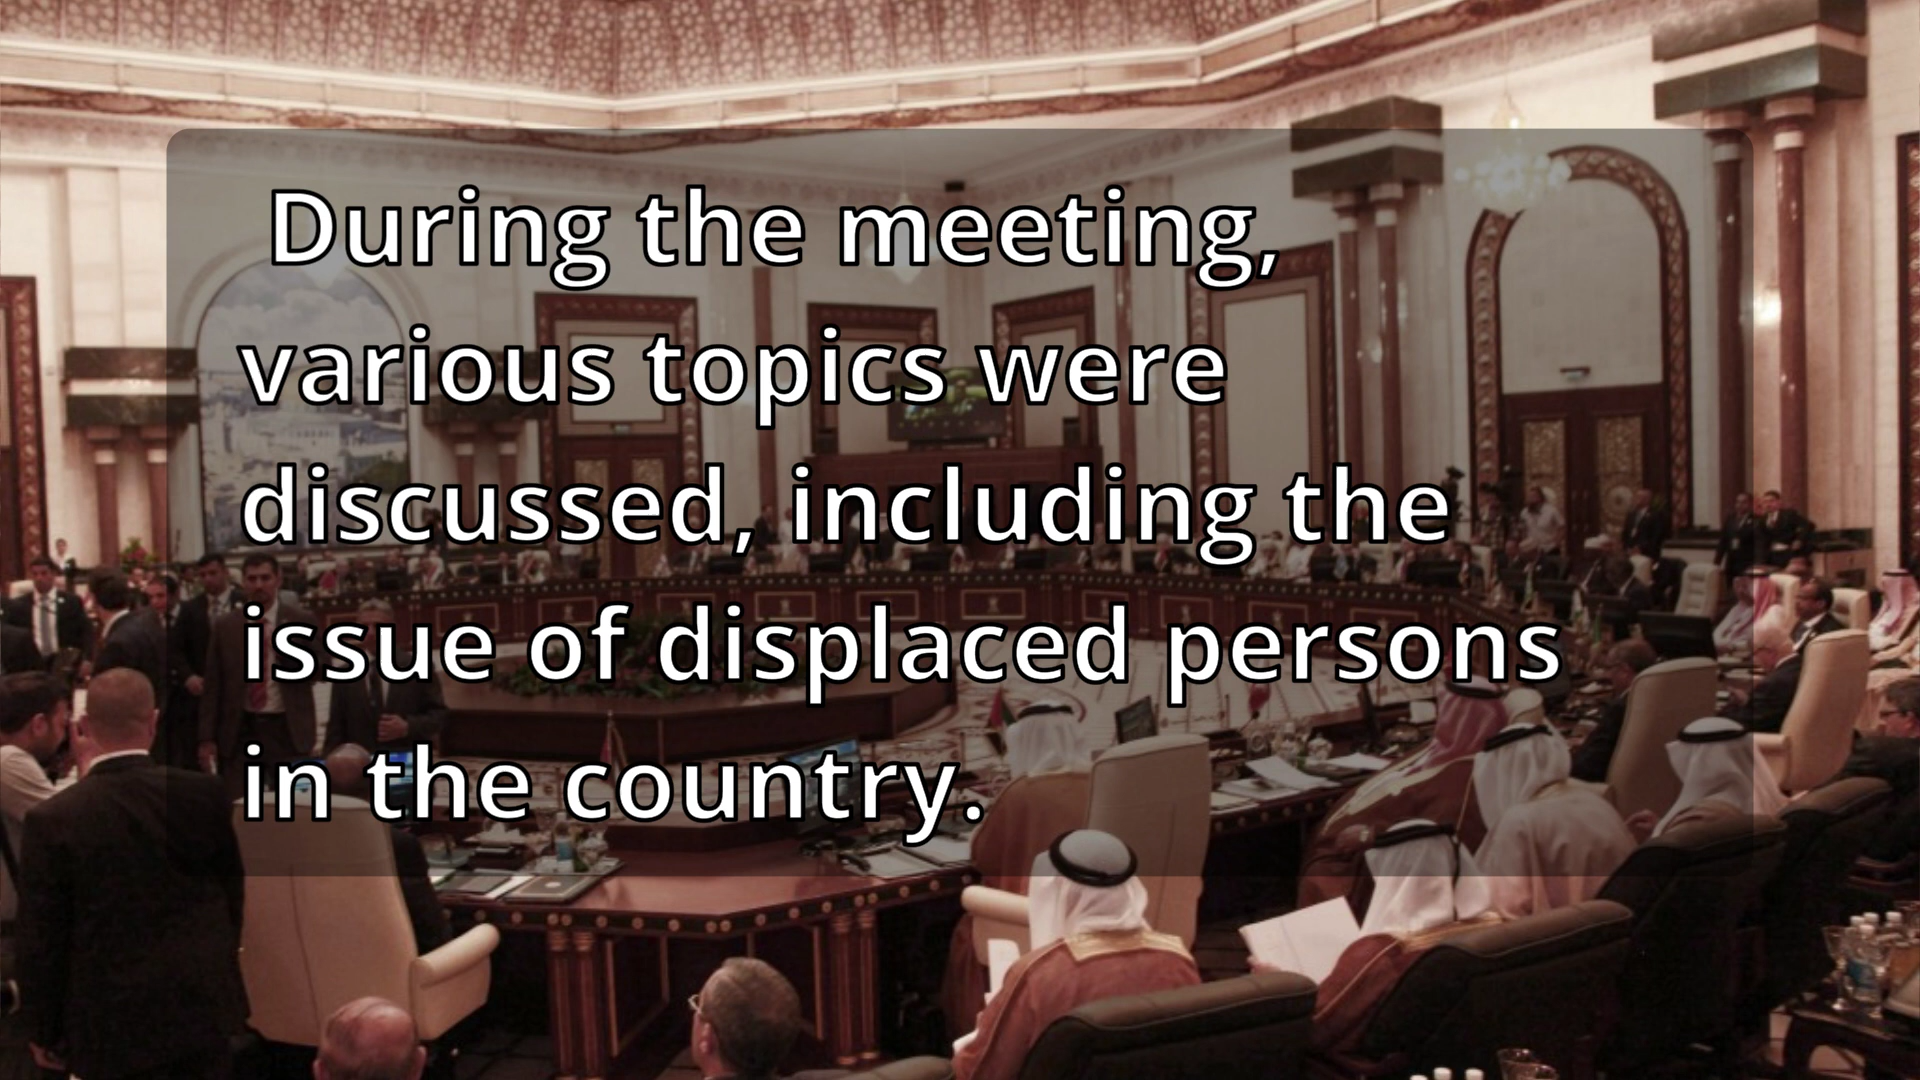 During the meeting,
various topics were
discussed, including the
issue of displaced persons
in the country.